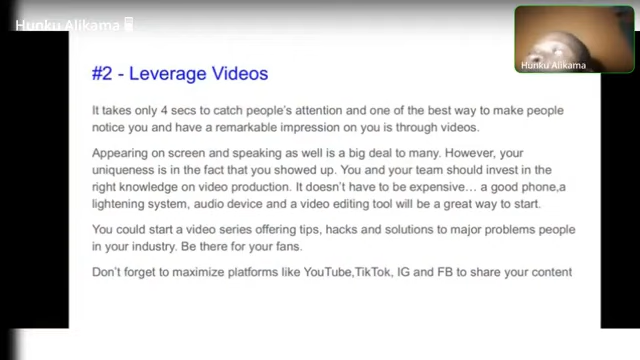 Hunku Alikama
Hunku Alikama
#2 - Leverage Videos
It takes only 4 secs to catch people's attention and one of the best way to make people
notice you and have a remarkable impression on you is through videos.
Appearing on screen and speaking as well is a big deal to many. However, your
uniqueness is in the fact that you showed up. You and your team should invest in the
right knowledge on video production. It doesn't have to be expensive… a good phone,a
lightening system, audio device and a video editing tool will be a great way to start.
You could start a video series offering tips, hacks and solutions to major problems people
in your industry. Be there for your fans.
Don't forget to maximize platforms like YouTube,TikTok, IG and FB to share your content